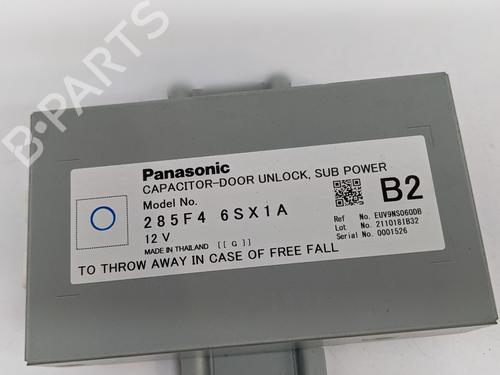 Panasonic
CAPACITOR-DOOR UNLOCK, SUB POWER
Model No.
285F4 6SX1A
12V
MADE IN THAILAND [[ G ]]
TO THROW AWAY IN CASE OF FREE FALL
B2
Ref No. EUV9NS060DB
Lot No. 2110181B32
Serial No. 0001526
B-PARTS